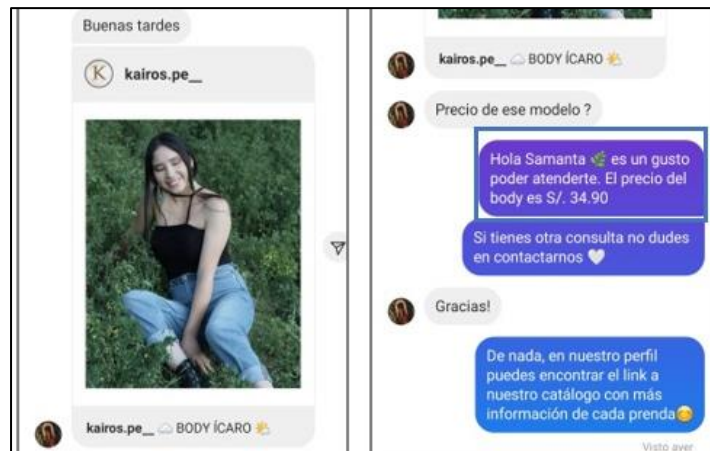 Buenas tardes
K kairos.pe__
kairos.pe__ ☁️ BODY ÍCARO 🌤️
kairos.pe__ ☁️ BODY ÍCARO 🌤️
Precio de ese modelo ?
Hola Samanta 🌿 es un gusto
poder atenderte. El precio del
body es S/. 34.90
Si tienes otra consulta no dudes
en contactarnos 🤍
Gracias!
De nada, en nuestro perfil
puedes encontrar el link a
nuestro catálogo con más
información de cada prenda😊
Visto ayer